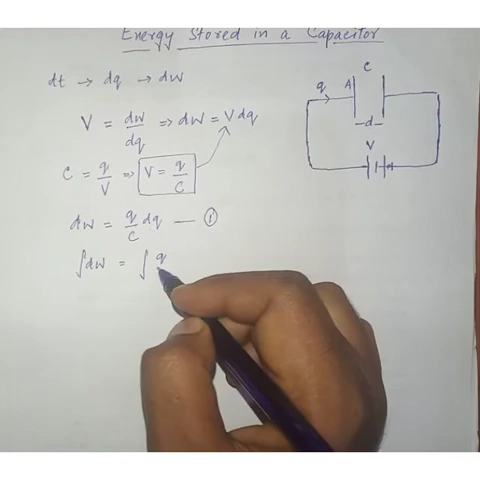 Energy Stored in a Capacitor
dt → dq → dw
V = dw/dq ⇒ dw = V dq
C = q/V ⇒ V = q/C
dw = q/C dq — ①
∫dw = ∫ q
C
q A
d
V